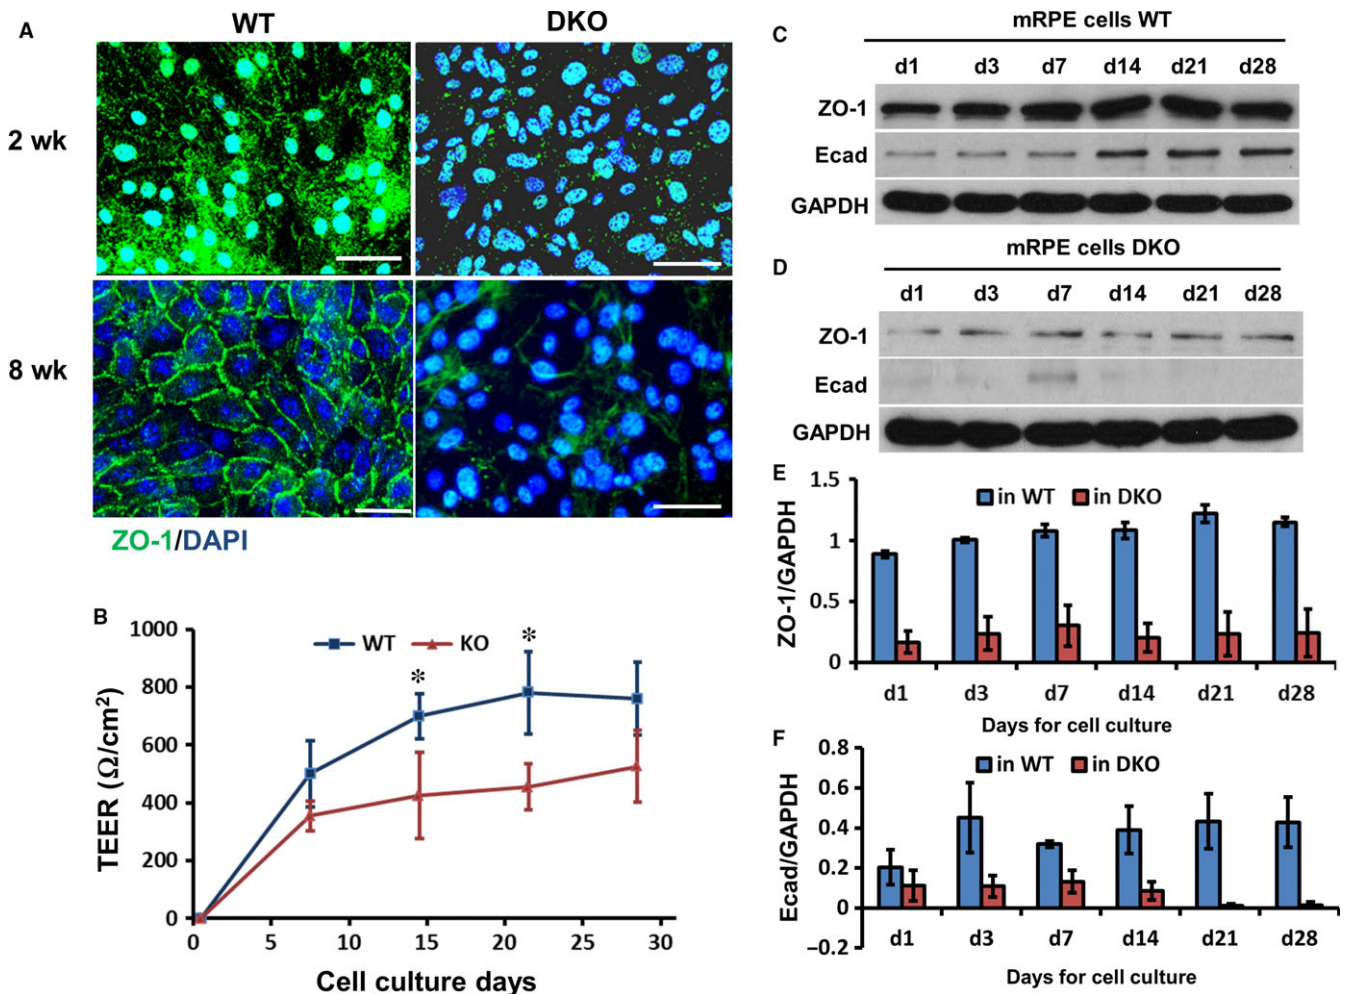 A
WT
DKO
2 wk
8 wk
ZO-1/DAPI
B
1000
800
600
400
200
0
TEER (Ω/cm²)
WT
KO
*
*
0
5
10
15
20
25
30
Cell culture days
C
mRPE cells WT
d1 d3 d7 d14 d21 d28
ZO-1
Ecad
GAPDH
D
mRPE cells DKO
d1 d3 d7 d14 d21 d28
ZO-1
Ecad
GAPDH
E
1.5
1
0.5
0
ZO-1/GAPDH
in WT
in DKO
d1 d3 d7 d14 d21 d28
Days for cell culture
F
0.8
0.6
0.4
0.2
0
−0.2
Ecad/GAPDH
in WT
in DKO
d1 d3 d7 d14 d21 d28
Days for cell culture